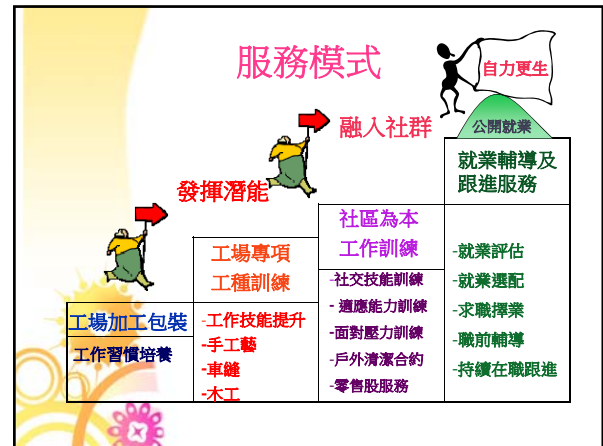 服務模式
自力更生
公開就業
融入社群
發揮潛能
工場加工包裝
工作習慣培養
工場專項
工種訓練
-工作技能提升
-手工藝
-車縫
-木工
社區為本
工作訓練
-社交技能訓練
- 適應能力訓練
-面對壓力訓練
-戶外清潔合約
-零售股服務
就業輔導及
跟進服務
-就業評估
-就業選配
-求職擇業
-職前輔導
-持續在職跟進